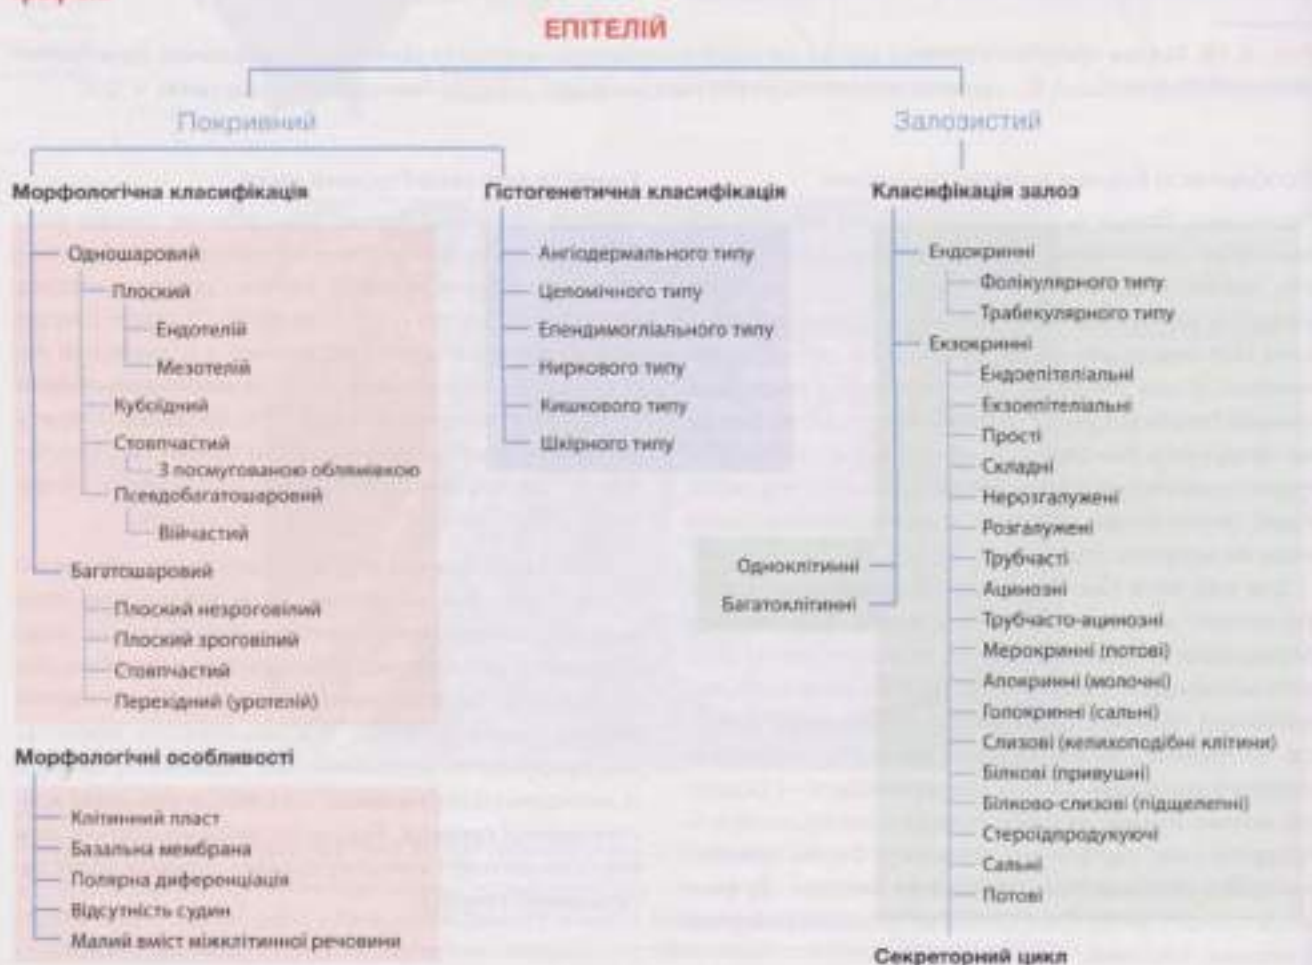 ЕПІТЕЛІЙ
Покривний
Залозистий
Морфологічна класифікація
Одношаровий
Плоский
Ендотелій
Мезотелій
Кубоїдний
Стовпчастий
З посмугованою облямівкою
Псевдобагатошаровий
Війчастий
Багатошаровий
Плоский незроговілий
Плоский зроговілий
Стовпчастий
Перехідний (уротелій)
Морфологічні особливості
Клітинний пласт
Базальна мембрана
Полярна диференціація
Відсутність судин
Малий вміст міжклітинної речовини
Гістогенетична класифікація
Ангіодермального типу
Целомічного типу
Епендимогліального типу
Ниркового типу
Кишкового типу
Шкірного типу
Класифікація залоз
Ендокринні
Фолікулярного типу
Трабекулярного типу
Екзокринні
Ендоепітеліальні
Екзоепітеліальні
Прості
Складні
Нерозгалужені
Розгалужені
Трубчасті
Ацинозні
Трубчасто-ацинозні
Мерокринні (потові)
Апокринні (молочні)
Голокринні (сальні)
Слизові (келихоподібні клітини)
Білкові (привушні)
Білково-слизові (підщелепні)
Стероїдпродукуючі
Сальні
Потові
Одноклітинні
Багатоклітинні
Секреторний цикл